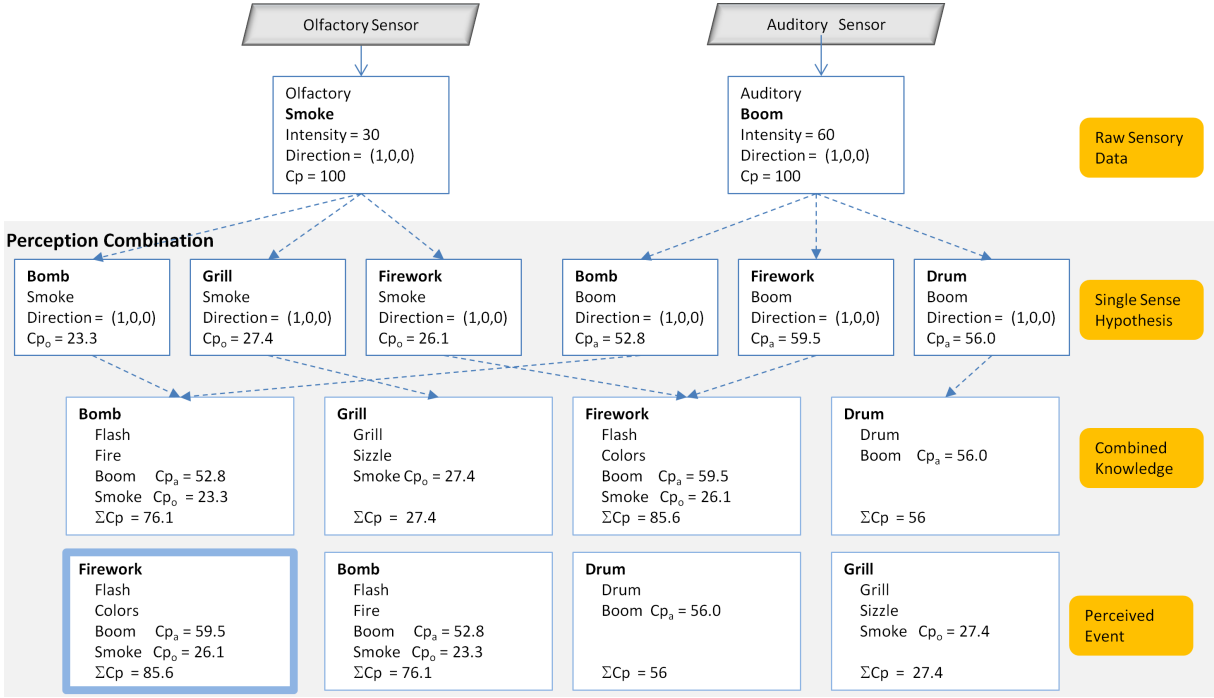 Olfactory Sensor
Auditory Sensor
Olfactory
Smoke
Intensity = 30
Direction = (1,0,0)
Cp = 100
Auditory
Boom
Intensity = 60
Direction = (1,0,0)
Cp = 100
Raw Sensory
Data
Perception Combination
Bomb
Smoke
Direction = (1,0,0)
Cpₒ = 23.3
Grill
Smoke
Direction = (1,0,0)
Cpₒ = 27.4
Firework
Smoke
Direction = (1,0,0)
Cpₒ = 26.1
Bomb
Boom
Direction = (1,0,0)
Cpₐ = 52.8
Firework
Boom
Direction = (1,0,0)
Cpₐ = 59.5
Drum
Boom
Direction = (1,0,0)
Cpₐ = 56.0
Single Sense
Hypothesis
Bomb
Flash
Fire
Boom Cpₐ = 52.8
Smoke Cpₒ = 23.3
ΣCp = 76.1
Grill
Grill
Sizzle
Smoke Cpₒ = 27.4
ΣCp = 27.4
Firework
Flash
Colors
Boom Cpₐ = 59.5
Smoke Cpₒ = 26.1
ΣCp = 85.6
Drum
Drum
Boom Cpₐ = 56.0
ΣCp = 56
Combined
Knowledge
Firework
Flash
Colors
Boom Cpₐ = 59.5
Smoke Cpₒ = 26.1
ΣCp = 85.6
Bomb
Flash
Fire
Boom Cpₐ = 52.8
Smoke Cpₒ = 23.3
ΣCp = 76.1
Drum
Drum
Boom Cpₐ = 56.0
ΣCp = 56
Grill
Grill
Sizzle
Smoke Cpₒ = 27.4
ΣCp = 27.4
Perceived
Event